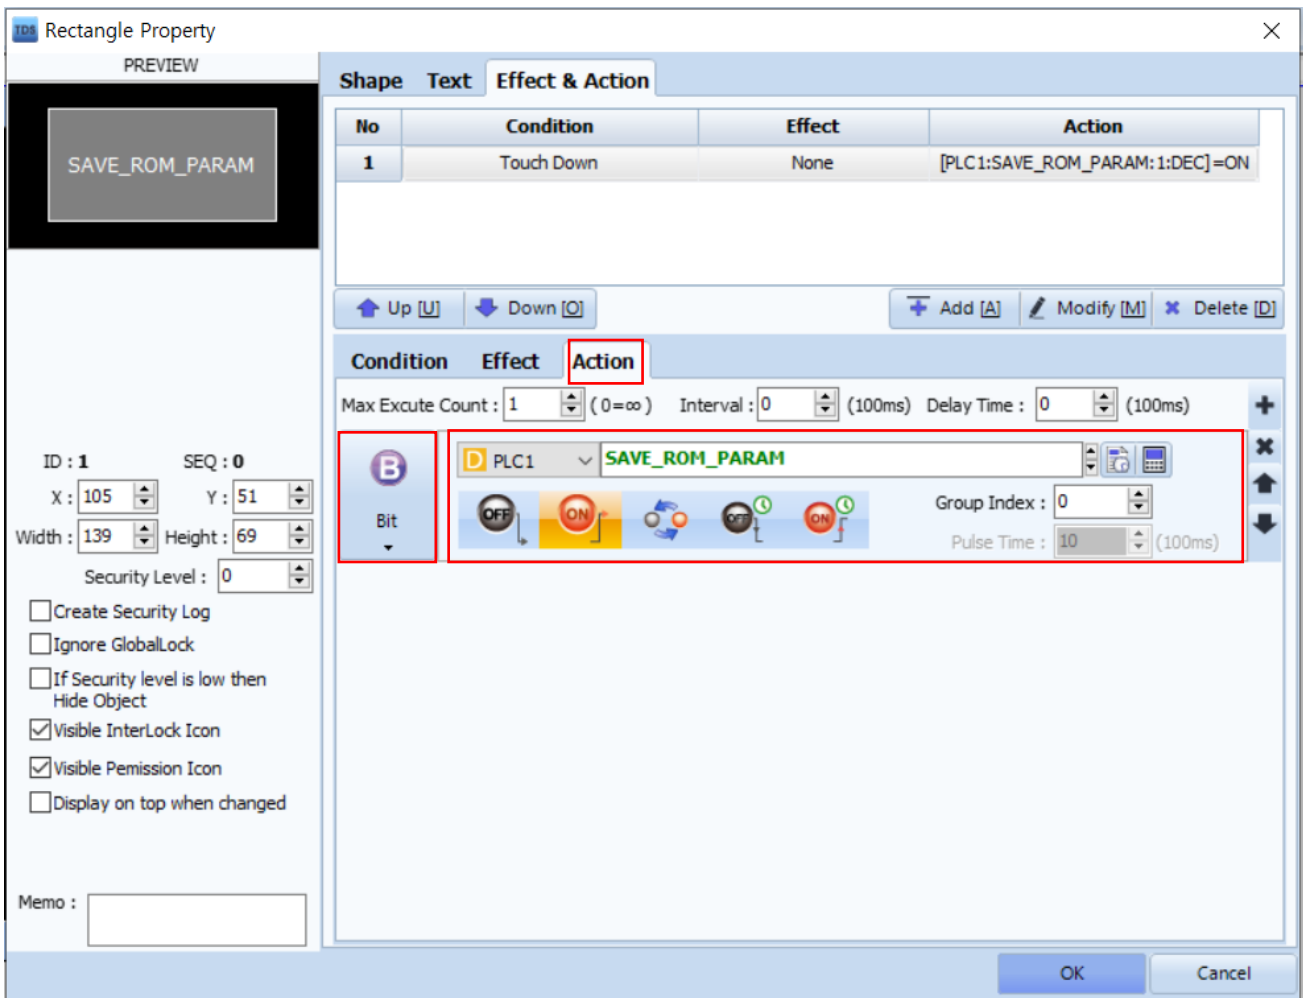 TDS Rectangle Property
PREVIEW
SAVE_ROM_PARAM
ID : 1 SEQ : 0
X : 105 Y : 51
Width : 139 Height : 69
Security Level : 0
Create Security Log
Ignore GlobalLock
If Security level is low then
Hide Object
Visible InterLock Icon
Visible Pemission Icon
Display on top when changed
Memo :
Shape Text Effect & Action
No Condition Effect Action
1 Touch Down None [PLC1:SAVE_ROM_PARAM:1:DEC]=ON
Up [U] Down [O] Add [A] Modify [M] Delete [D]
Condition Effect Action
Max Excute Count : 1 ( 0=∞ ) Interval : 0 (100ms) Delay Time : 0 (100ms)
B
Bit
D PLC1 SAVE_ROM_PARAM
OFF ON OFF ON
Group Index : 0
Pulse Time : 10 (100ms)
OK Cancel